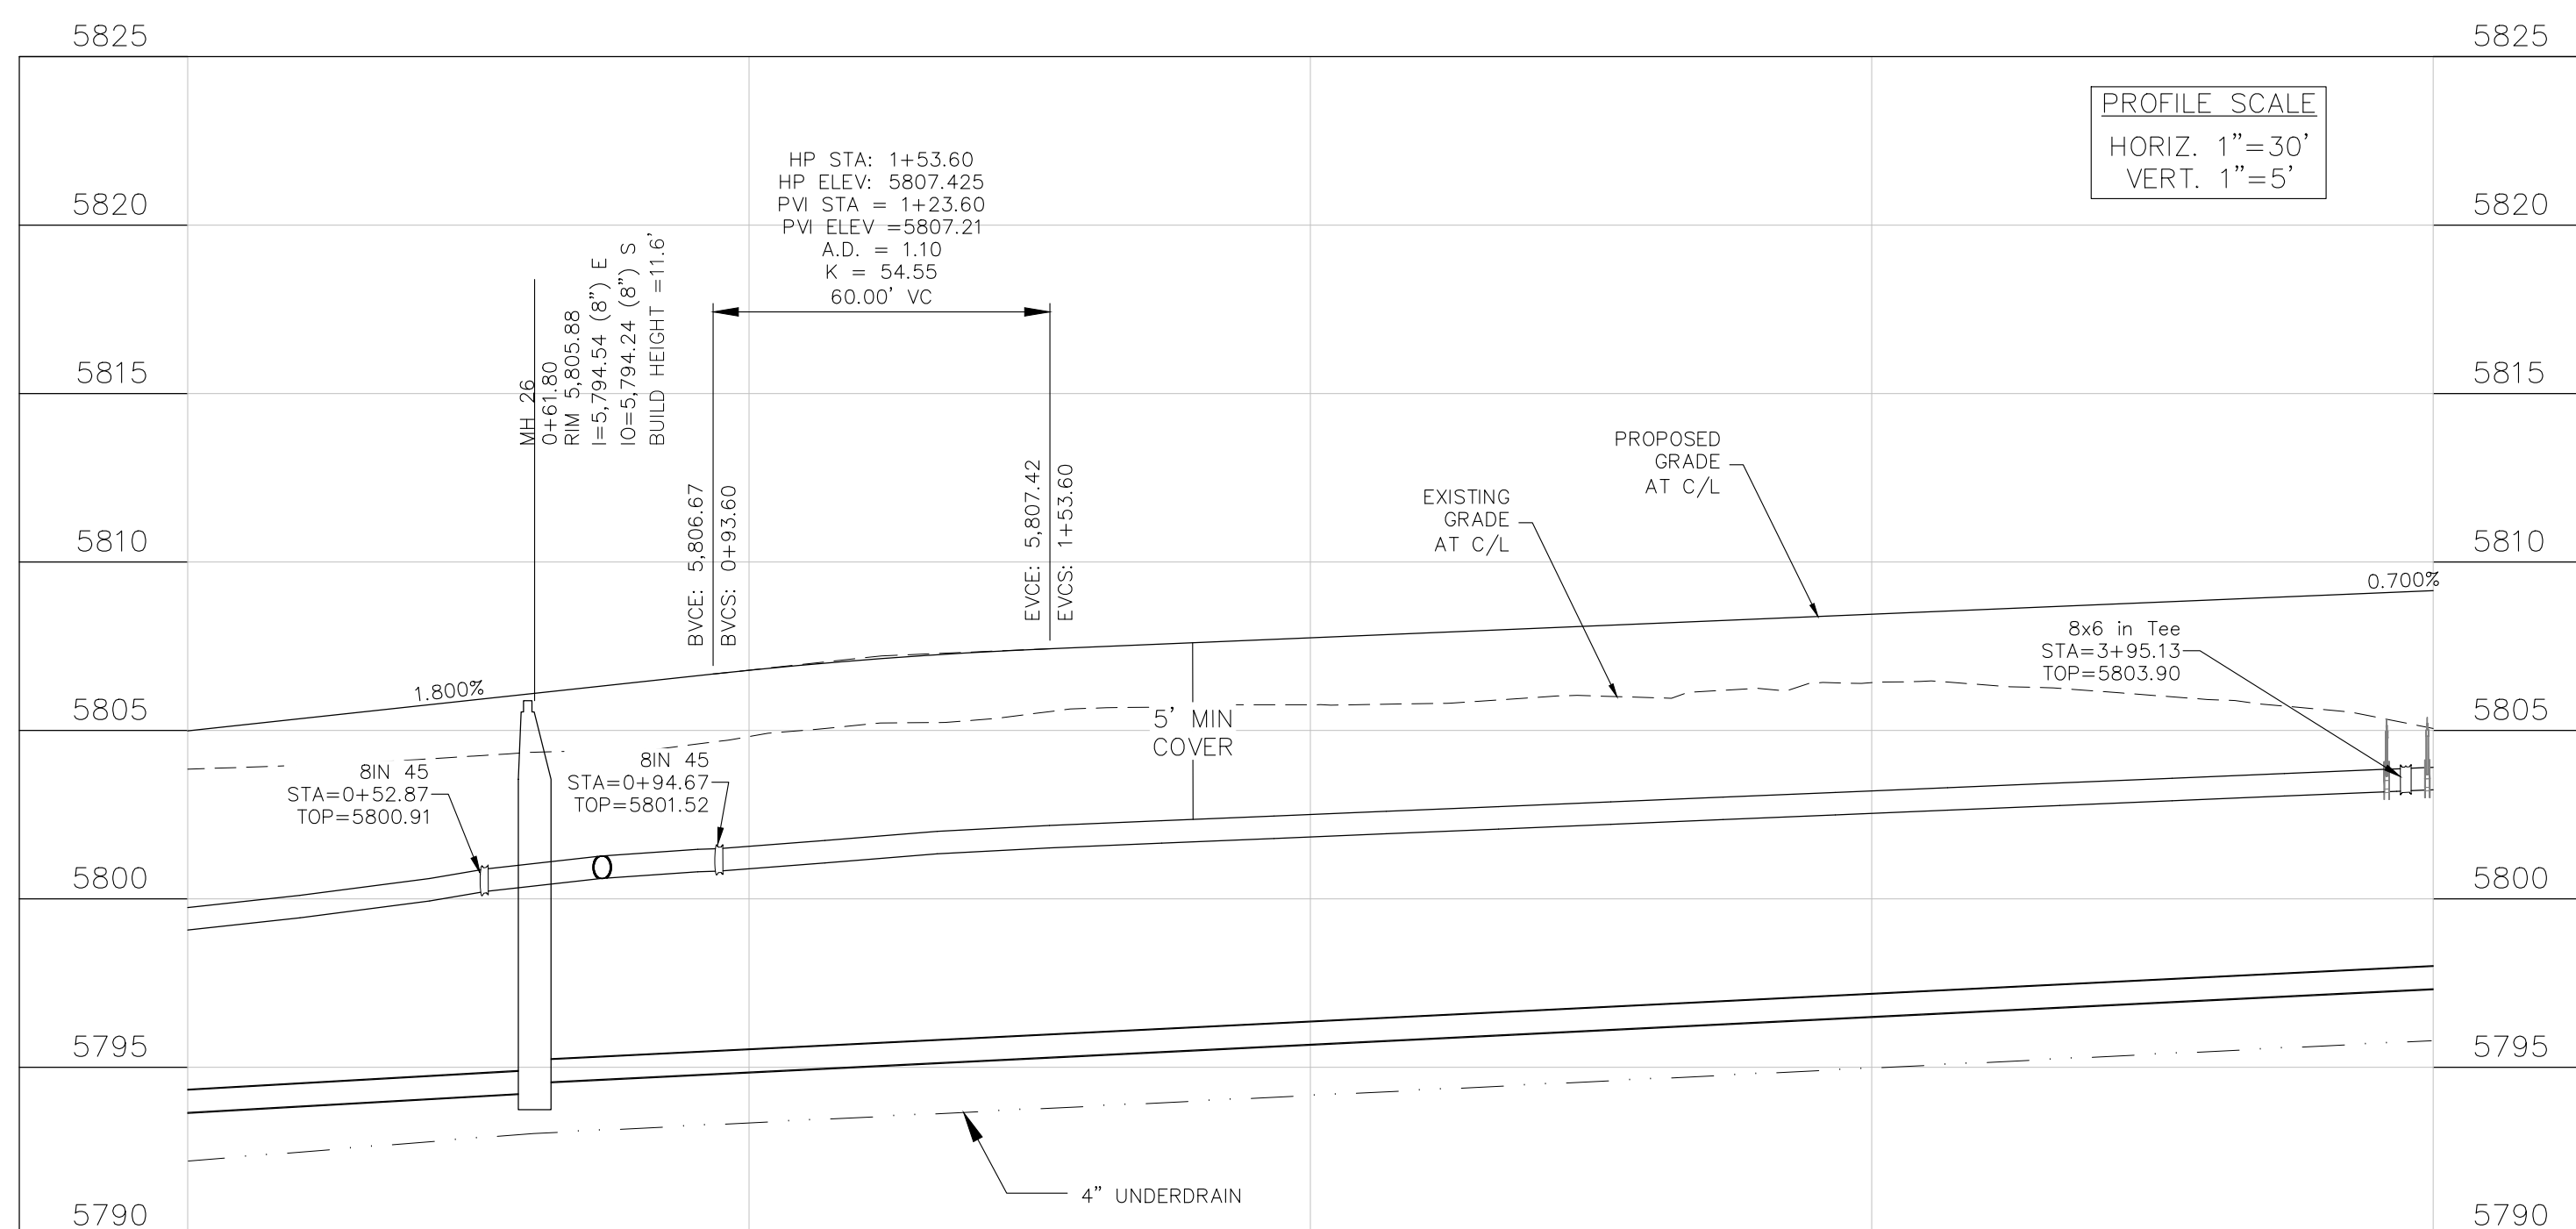 5825
5825
PROFILE SCALE
HORIZ. 1"=30'
VERT. 1"=5'
HP STA: 1+53.60
HP ELEV: 5807.425
PVI STA = 1+23.60
PVI ELEV =5807.21
A.D. = 1.10
K = 54.55
60.00' VC
5820
5820
MH 26
0+61.80
RIM 5,805.88
I=5,794.54 (8") E
IO=5,794.24 (8") S
BUILD HEIGHT =11.6'
5815
5815
BVCE: 5,806.67
BVCS: 0+93.60
EVCE: 5,807.42
EVCS: 1+53.60
PROPOSED
GRADE
AT C/L
EXISTING
GRADE
AT C/L
5810
5810
0.700%
8x6 in Tee
STA=3+95.13
TOP=5803.90
1.800%
5805
5805
5' MIN
COVER
8IN 45
STA=0+52.87
TOP=5800.91
8IN 45
STA=0+94.67
TOP=5801.52
5800
5800
5795
5795
4" UNDERDRAIN
5790
5790